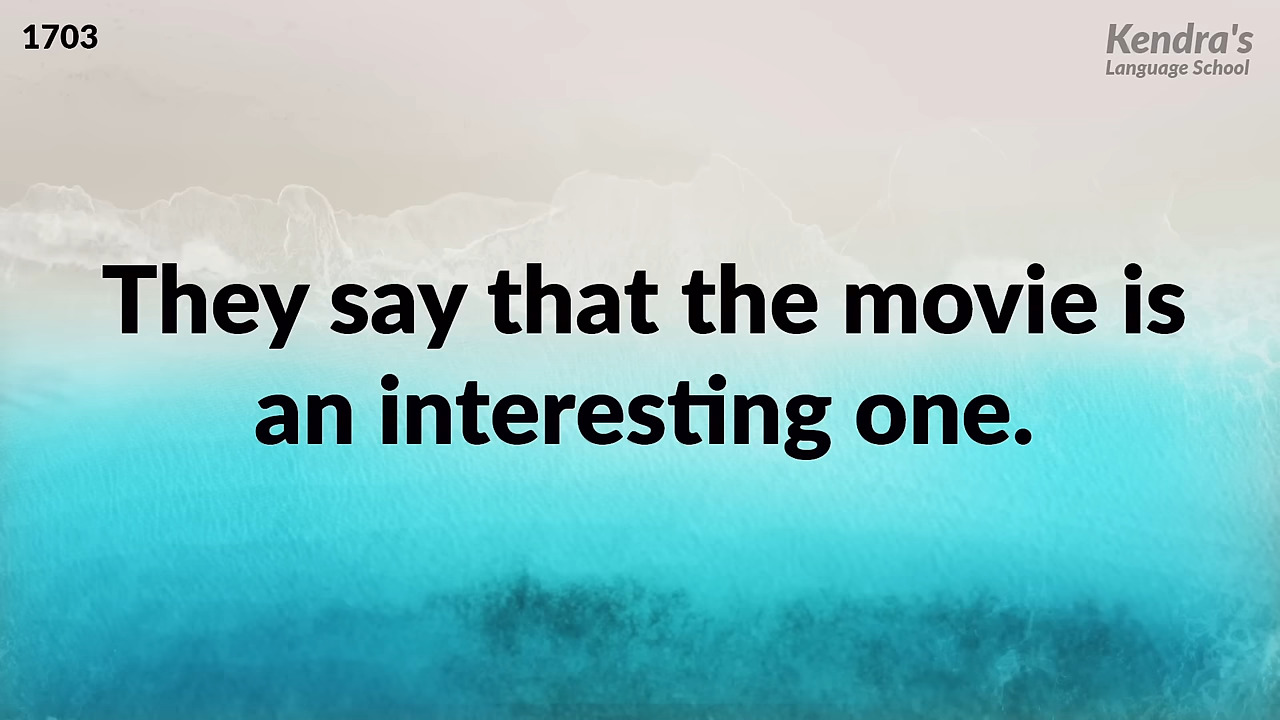 1703
Kendra's
Language School
They say that the movie is
an interesting one.